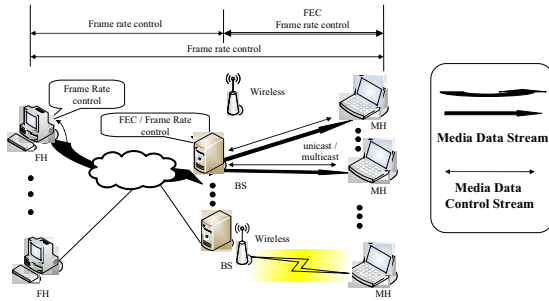 FEC
Frame rate control
Frame rate control
Frame rate control
Frame Rate
control
Wireless
FEC / Frame Rate
control
FH
MH
unicast /
multicast
BS
MH
Wireless
BS
FH
MH
Media Data Stream
Media Data
Control Stream